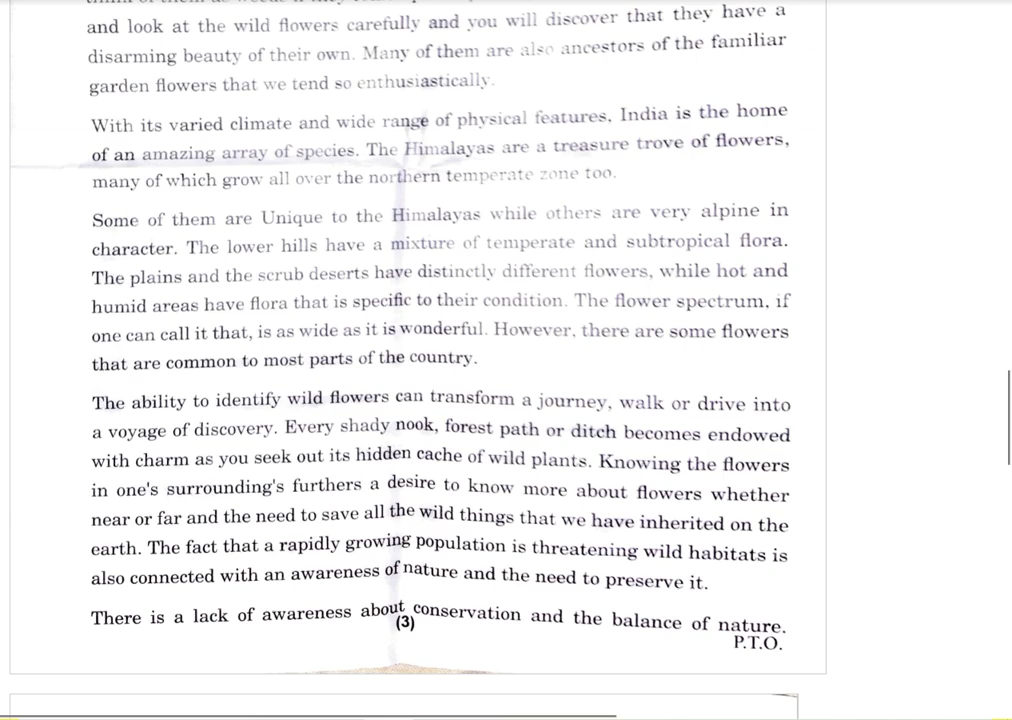 and look at the wild flowers carefully and you will discover that they have a
disarming beauty of their own. Many of them are also ancestors of the familiar
garden flowers that we tend so enthusiastically.
With its varied climate and wide range of physical features. India is the home
of an amazing array of species. The Himalayas are a treasure trove of flowers,
many of which grow all over the northern temperate zone too.
Some of them are Unique to the Himalayas while others are very alpine in
character. The lower hills have a mixture of temperate and subtropical flora.
The plains and the scrub deserts have distinctly different flowers, while hot and
humid areas have flora that is specific to their condition. The flower spectrum, if
one can call it that, is as wide as it is wonderful. However, there are some flowers
that are common to most parts of the country.
The ability to identify wild flowers can transform a journey, walk or drive into
a voyage of discovery. Every shady nook, forest path or ditch becomes endowed
with charm as you seek out its hidden cache of wild plants. Knowing the flowers
in one's surrounding's furthers a desire to know more about flowers whether
near or far and the need to save all the wild things that we have inherited on the
earth. The fact that a rapidly growing population is threatening wild habitats is
also connected with an awareness of nature and the need to preserve it.
There is a lack of awareness about conservation and the balance of nature.
(3)
P.T.O.